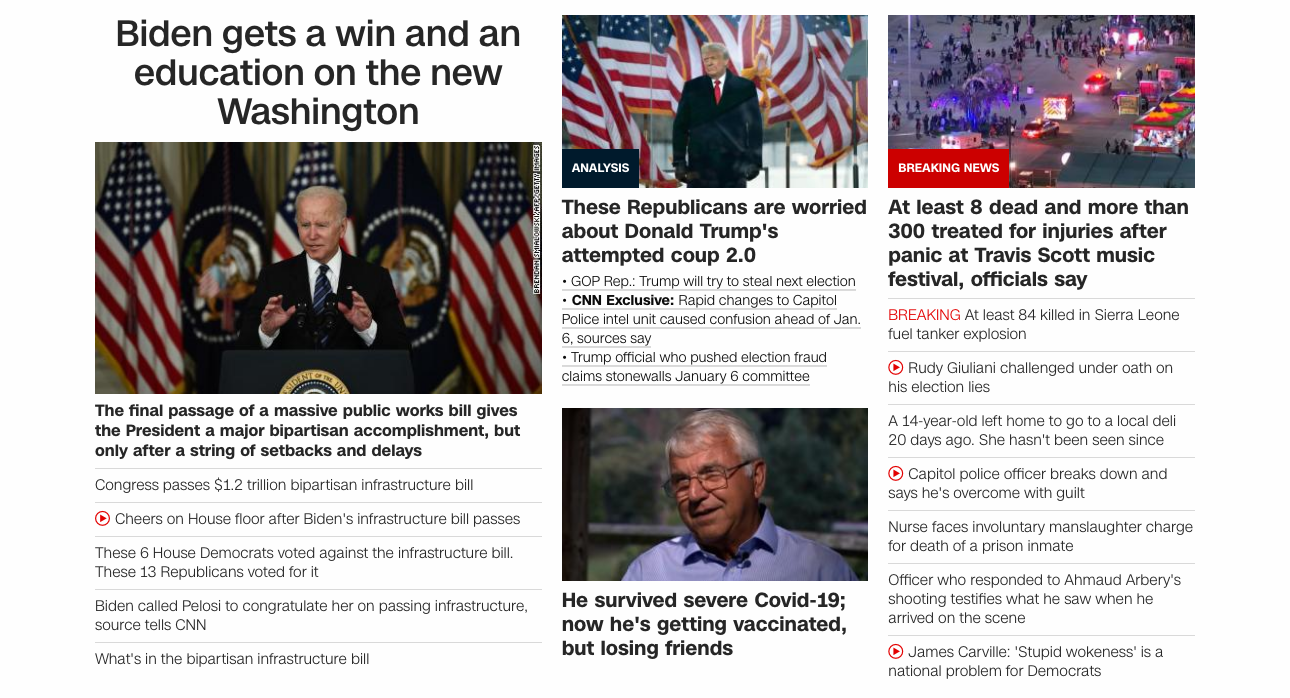 Biden gets a win and an
education on the new
Washington
BRENDAN SMIALOWSKI/AFP/GETTY IMAGES
The final passage of a massive public works bill gives
the President a major bipartisan accomplishment, but
only after a string of setbacks and delays
Congress passes $1.2 trillion bipartisan infrastructure bill
Cheers on House floor after Biden's infrastructure bill passes
These 6 House Democrats voted against the infrastructure bill.
These 13 Republicans voted for it
Biden called Pelosi to congratulate her on passing infrastructure,
source tells CNN
What's in the bipartisan infrastructure bill
ANALYSIS
These Republicans are worried
about Donald Trump's
attempted coup 2.0
• GOP Rep.: Trump will try to steal next election
• CNN Exclusive: Rapid changes to Capitol
Police intel unit caused confusion ahead of Jan.
6, sources say
• Trump official who pushed election fraud
claims stonewalls January 6 committee
He survived severe Covid-19;
now he's getting vaccinated,
but losing friends
BREAKING NEWS
At least 8 dead and more than
300 treated for injuries after
panic at Travis Scott music
festival, officials say
BREAKING At least 84 killed in Sierra Leone
fuel tanker explosion
Rudy Giuliani challenged under oath on
his election lies
A 14-year-old left home to go to a local deli
20 days ago. She hasn't been seen since
Capitol police officer breaks down and
says he's overcome with guilt
Nurse faces involuntary manslaughter charge
for death of a prison inmate
Officer who responded to Ahmaud Arbery's
shooting testifies what he saw when he
arrived on the scene
James Carville: 'Stupid wokeness' is a
national problem for Democrats